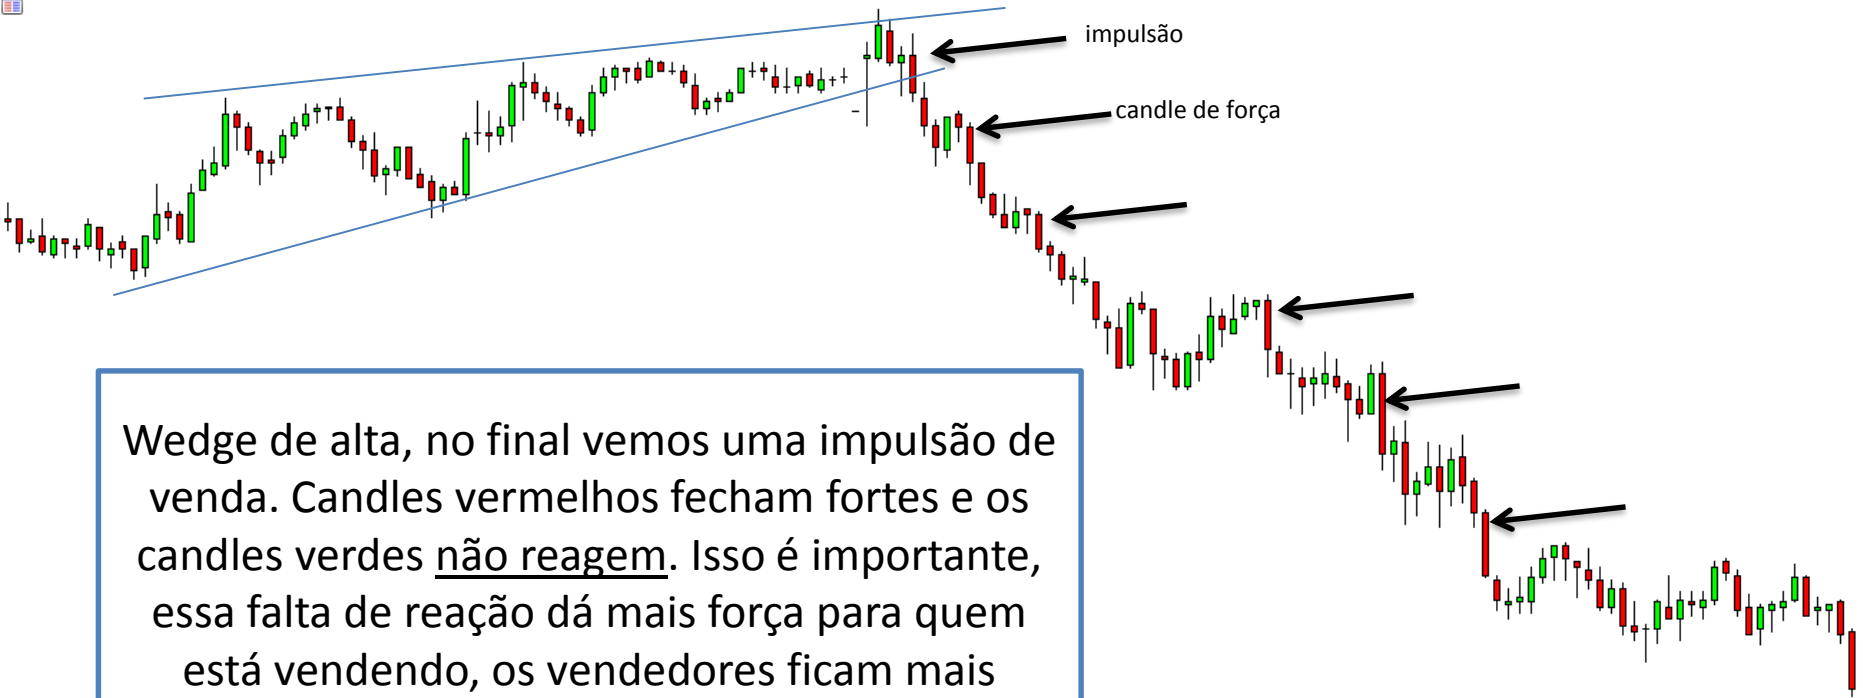 impulsão
candle de força
Wedge de alta, no final vemos uma impulsão de
venda. Candles vermelhos fecham fortes e os
candles verdes não reagem. Isso é importante,
essa falta de reação dá mais força para quem
está vendendo, os vendedores ficam mais